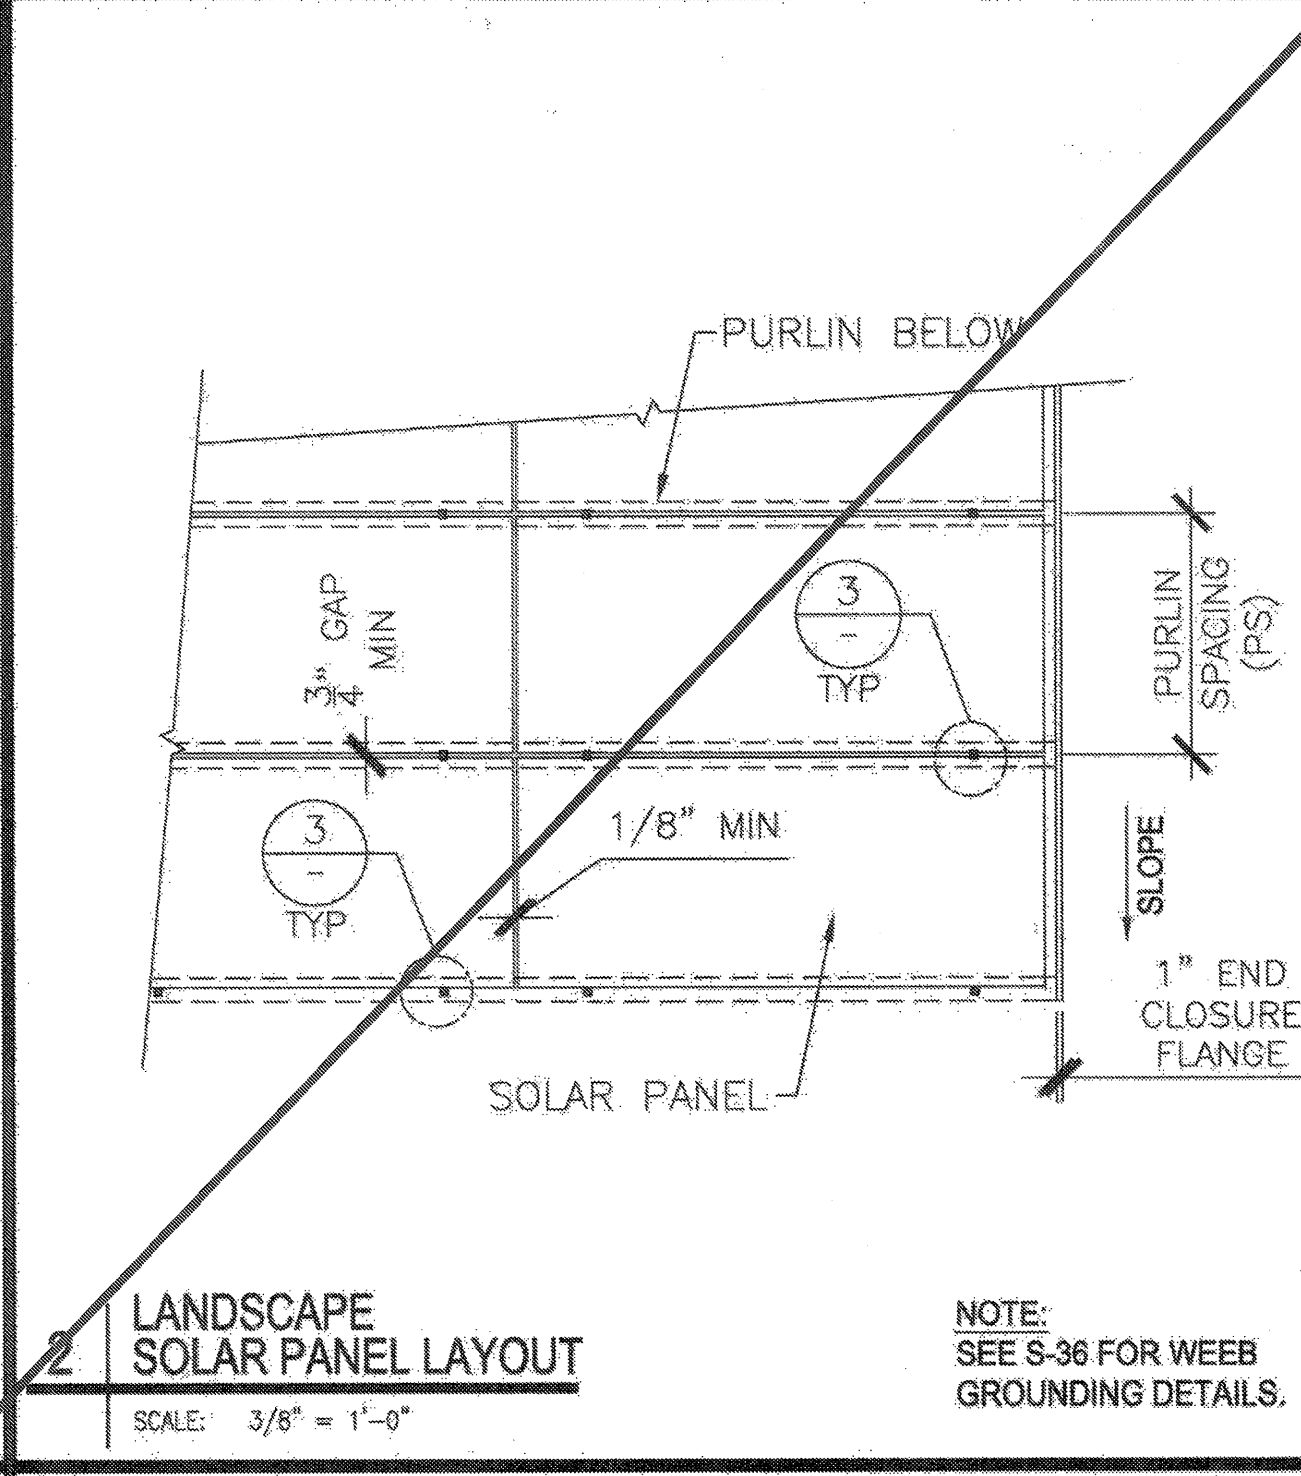 PURLIN BELOW
3/4" GAP
MIN
3
-
TYP
PURLIN
SPACING
(PS)
3
-
TYP
1/8" MIN
SLOPE
1" END
CLOSURE
FLANGE
SOLAR PANEL
2
LANDSCAPE
SOLAR PANEL LAYOUT
SCALE: 3/8" = 1'-0"
NOTE:
SEE S-36 FOR WEEB
GROUNDING DETAILS.